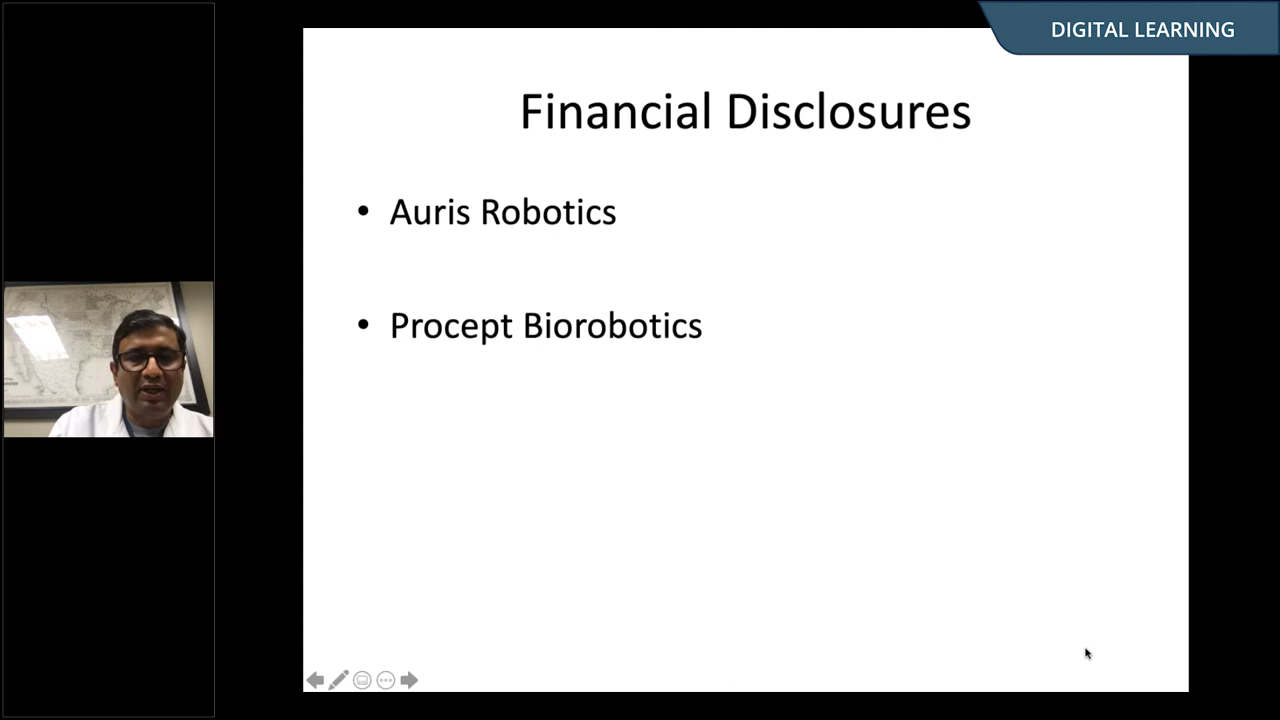 DIGITAL LEARNING
Financial Disclosures
• Auris Robotics
• Procept Biorobotics